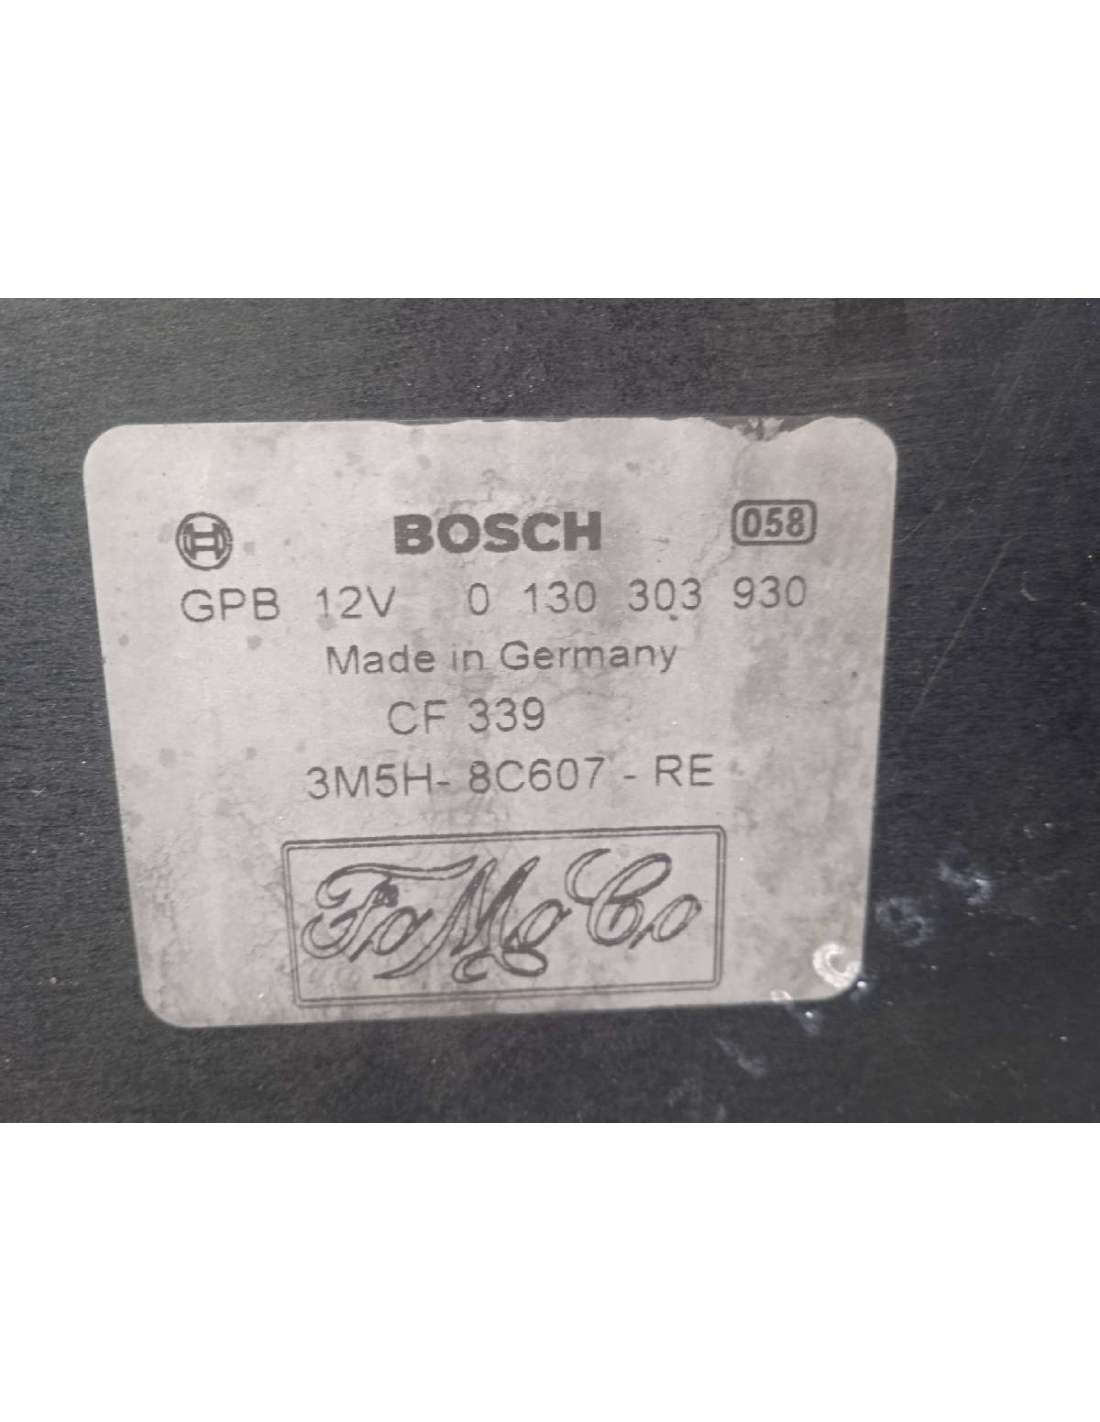 BOSCH 058
GPB 12V 0 130 303 930
Made in Germany
CF 339
3M5H- 8C607 - RE
FoMoCo